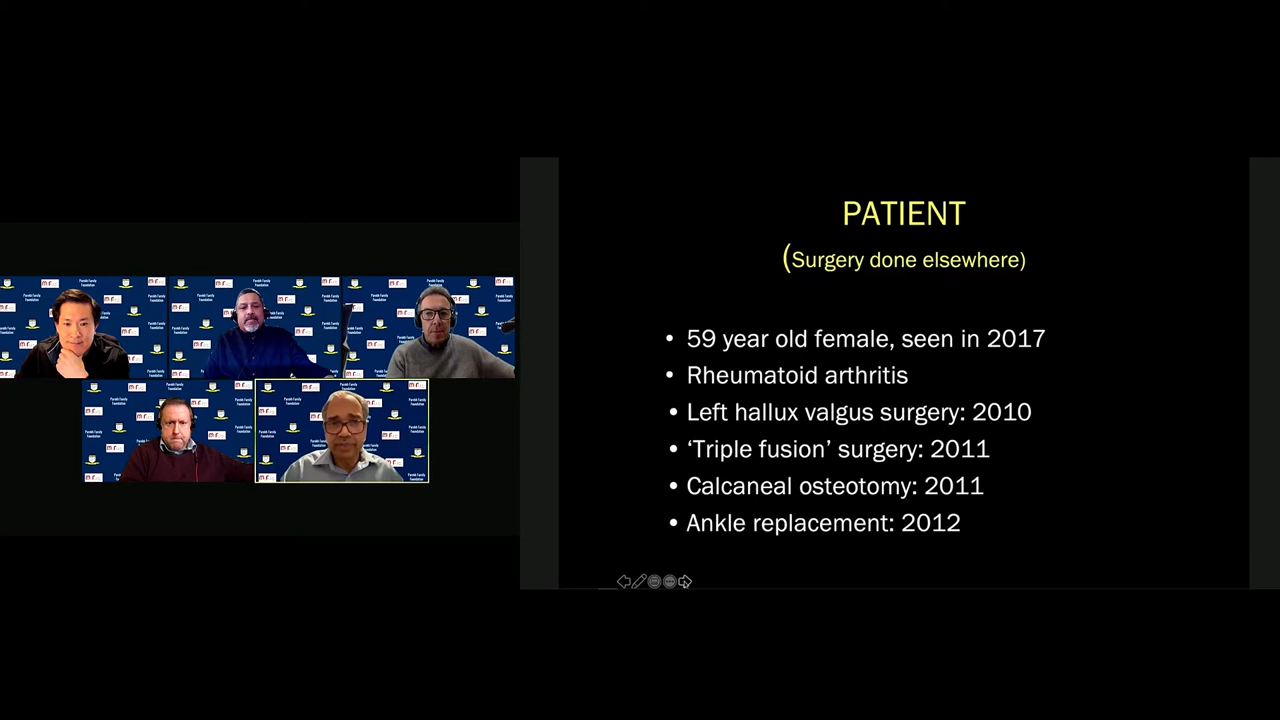 PATIENT
(Surgery done elsewhere)
• 59 year old female, seen in 2017
• Rheumatoid arthritis
• Left hallux valgus surgery: 2010
• ‘Triple fusion’ surgery: 2011
• Calcaneal osteotomy: 2011
• Ankle replacement: 2012